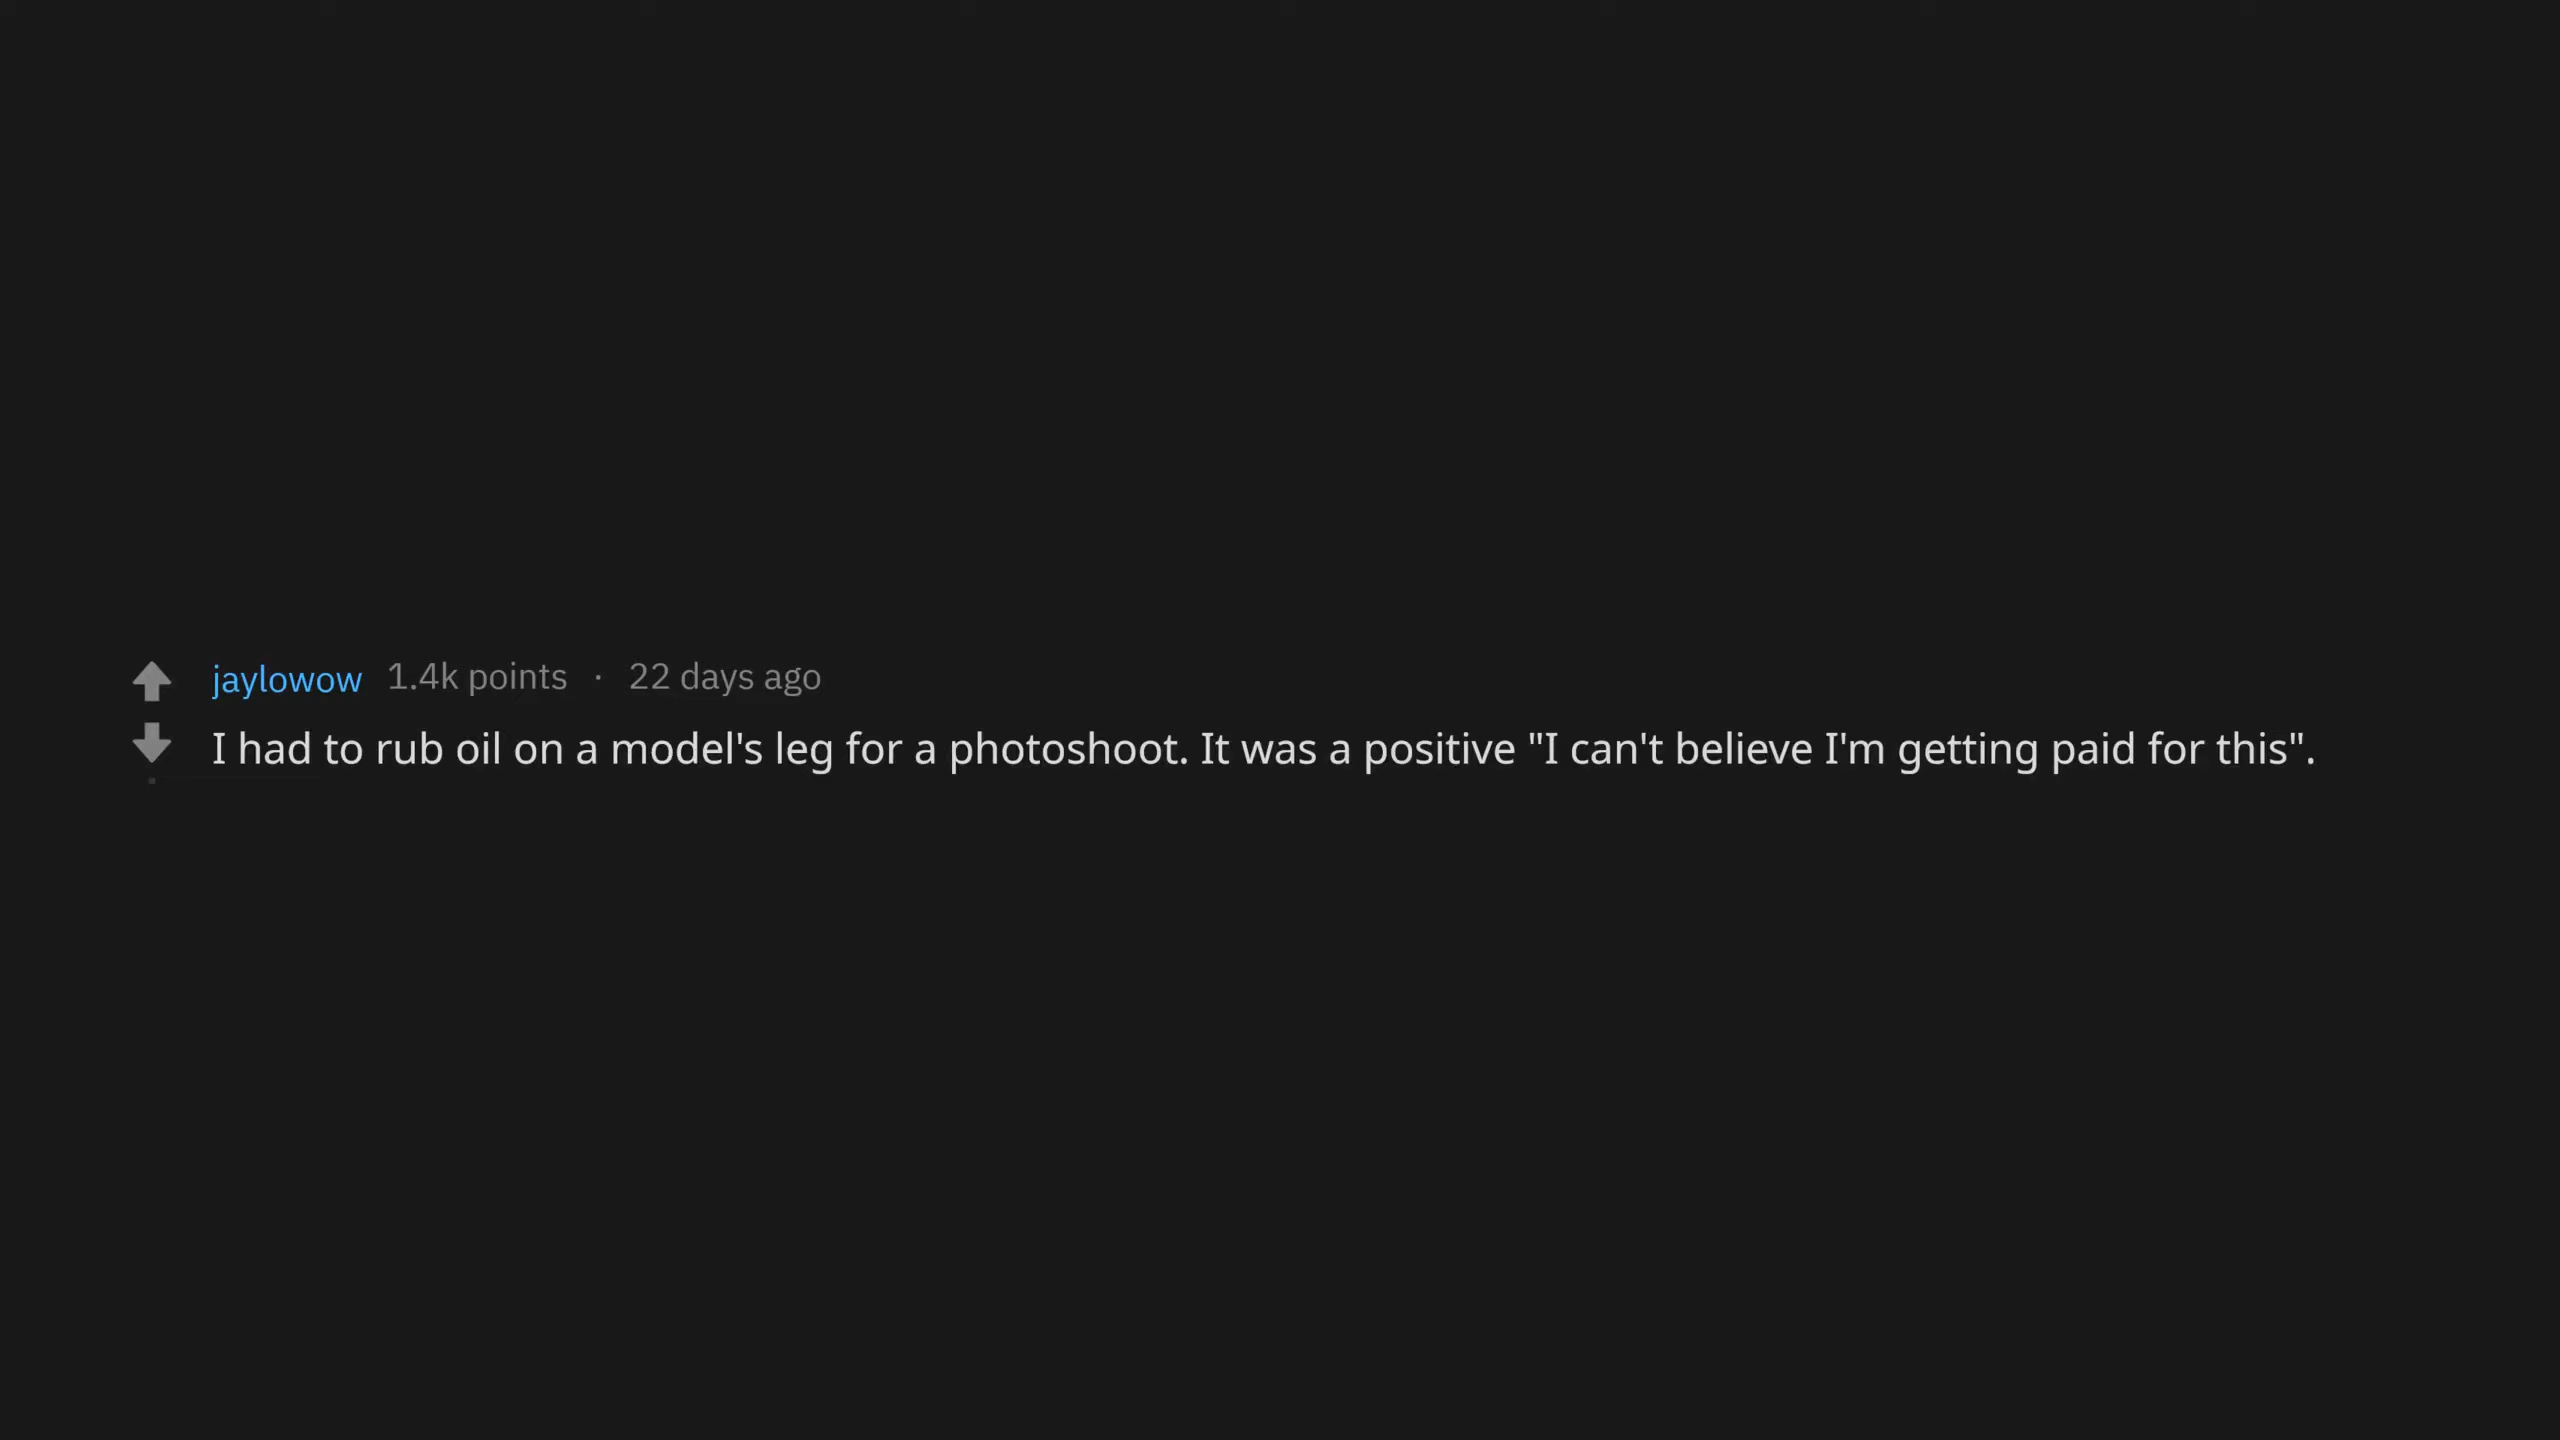 jaylowow 1.4k points · 22 days ago
I had to rub oil on a model's leg for a photoshoot. It was a positive "I can't believe I'm getting paid for this".